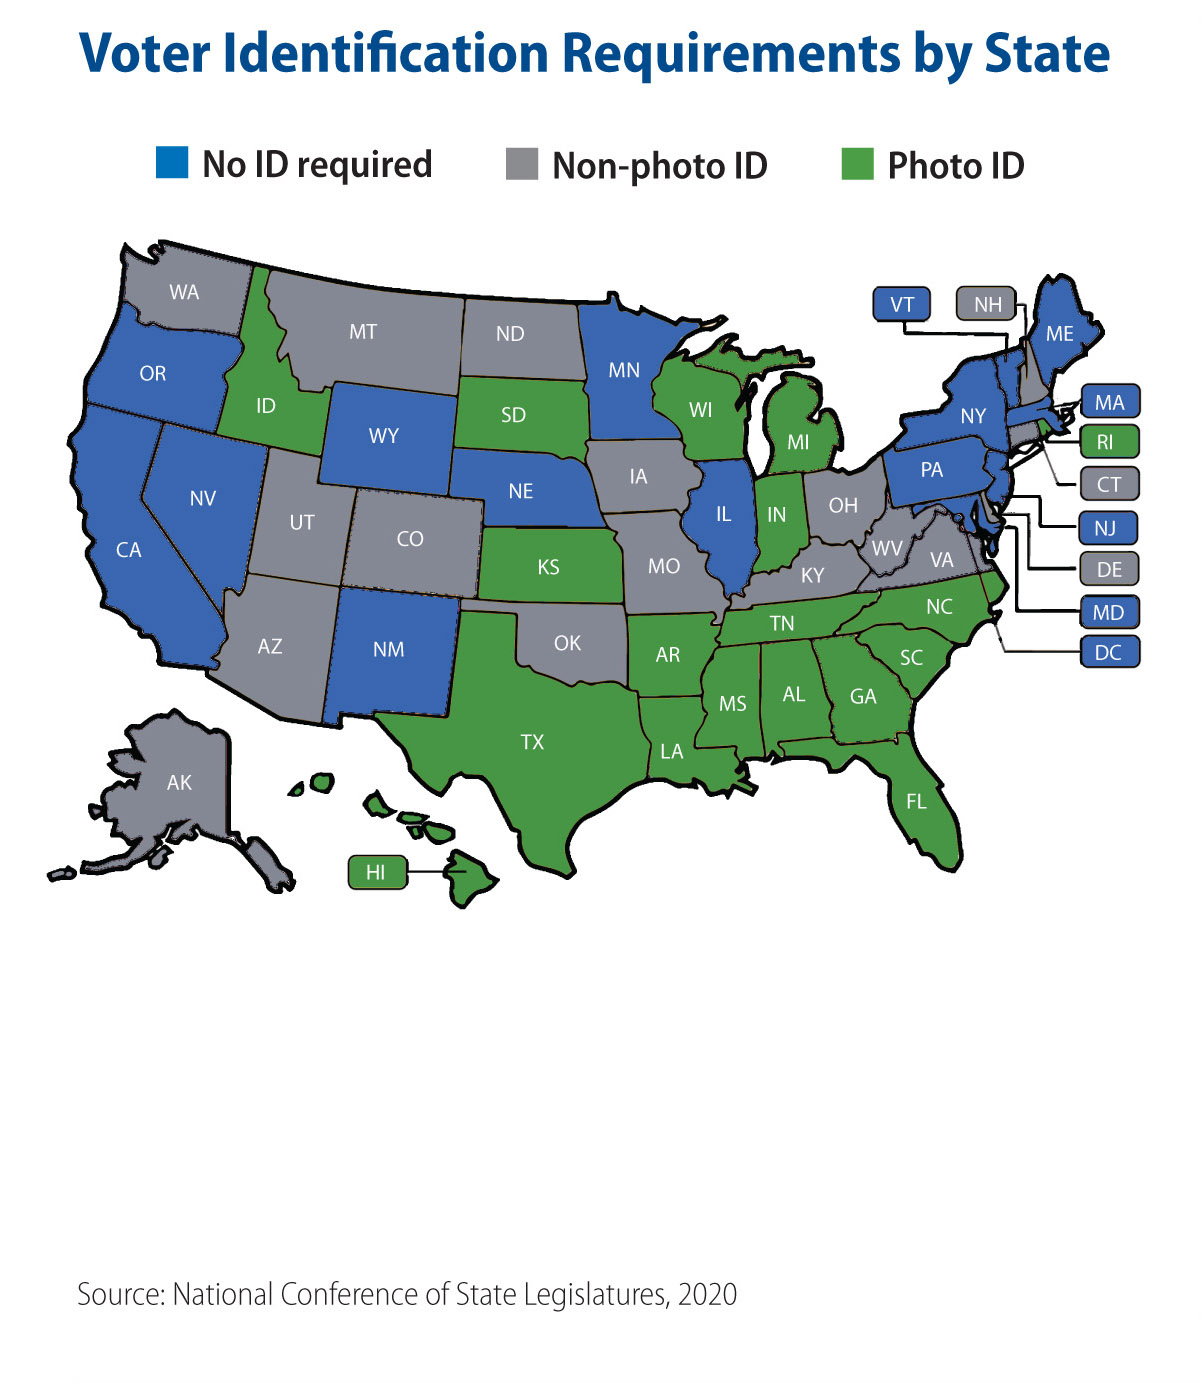 Voter Identification Requirements by State
No ID required Non-photo ID Photo ID
WA
MT
ND
VT
NH
ME
OR
MN
ID
SD
WI
MI
NY
MA
WY
RI
NV
NE
IA
PA
CT
UT
CO
IL
IN
OH
NJ
CA
KS
MO
WV
VA
DE
KY
AZ
NM
OK
AR
TN
NC
MD
SC
DC
MS
AL
GA
TX
LA
FL
AK
HI
Source: National Conference of State Legislatures, 2020